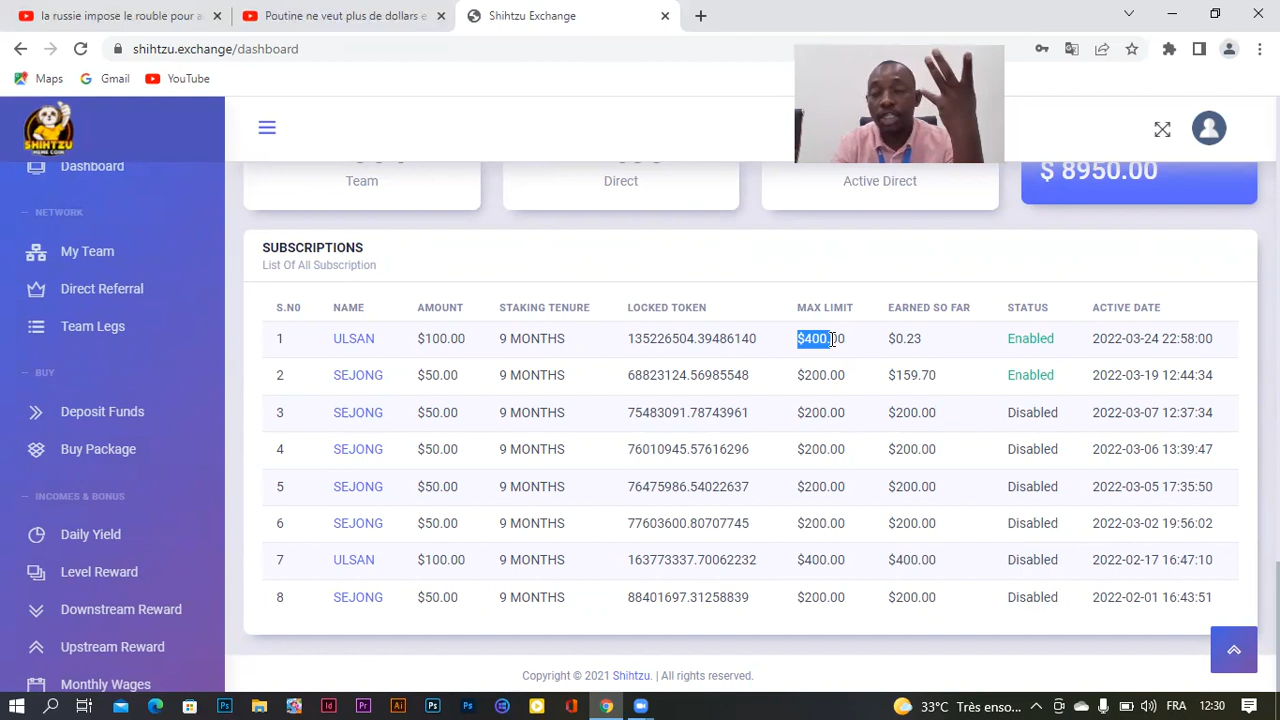 la russie impose le rouble pour a
Poutine ne veut plus de dollars e
Shihtzu Exchange
shihtzu.exchange/dashboard
Maps
Gmail
YouTube
SHIHTZU
MEME COIN
Dashboard
NETWORK
My Team
Direct Referral
Team Legs
BUY
Deposit Funds
Buy Package
INCOMES & BONUS
Daily Yield
Level Reward
Downstream Reward
Upstream Reward
Monthly Wages
Team
Direct
Active Direct
$ 8950.00
SUBSCRIPTIONS
List Of All Subscription
S.N0 NAME AMOUNT STAKING TENURE LOCKED TOKEN MAX LIMIT EARNED SO FAR STATUS ACTIVE DATE
1 ULSAN $100.00 9 MONTHS 135226504.39486140 $400.00 $0.23 Enabled 2022-03-24 22:58:00
2 SEJONG $50.00 9 MONTHS 68823124.56985548 $200.00 $159.70 Enabled 2022-03-19 12:44:34
3 SEJONG $50.00 9 MONTHS 75483091.78743961 $200.00 $200.00 Disabled 2022-03-07 12:37:34
4 SEJONG $50.00 9 MONTHS 76010945.57616296 $200.00 $200.00 Disabled 2022-03-06 13:39:47
5 SEJONG $50.00 9 MONTHS 76475986.54022637 $200.00 $200.00 Disabled 2022-03-05 17:35:50
6 SEJONG $50.00 9 MONTHS 77603600.80707745 $200.00 $200.00 Disabled 2022-03-02 19:56:02
7 ULSAN $100.00 9 MONTHS 163773337.70062232 $400.00 $400.00 Disabled 2022-02-17 16:47:10
8 SEJONG $50.00 9 MONTHS 88401697.31258839 $200.00 $200.00 Disabled 2022-02-01 16:43:51
Copyright © 2021 Shihtzu. | All rights reserved.
33°C Très enso... 12:30